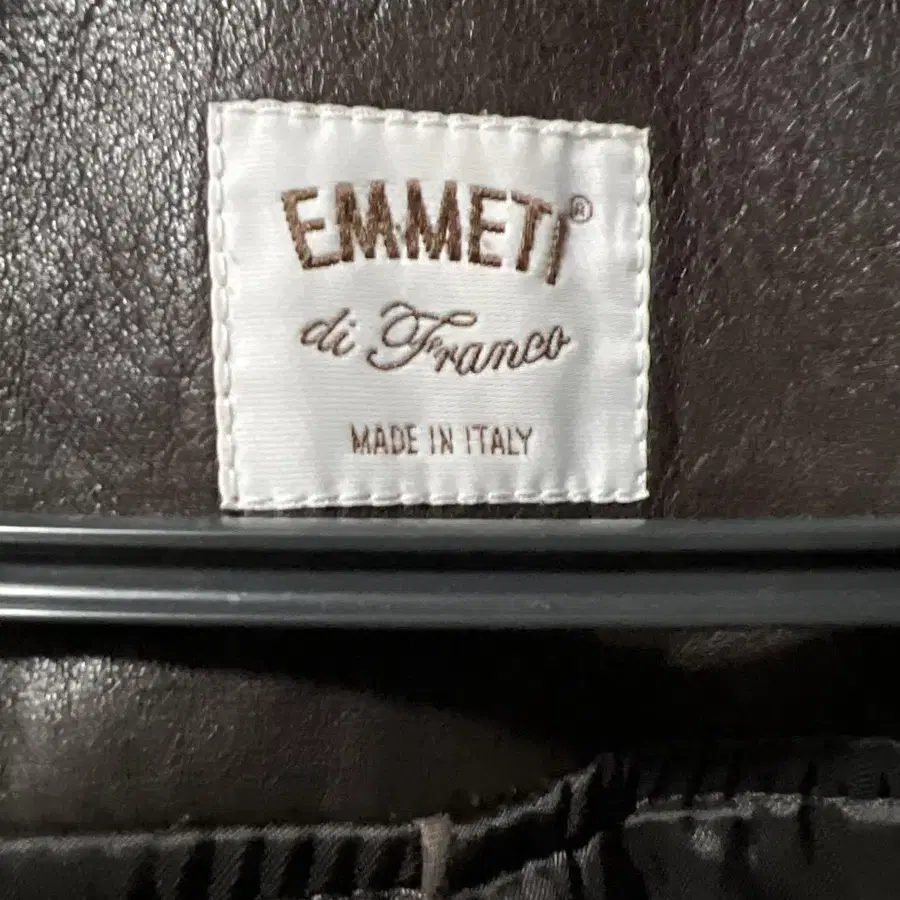 EMMETI®
di Franco
MADE IN ITALY